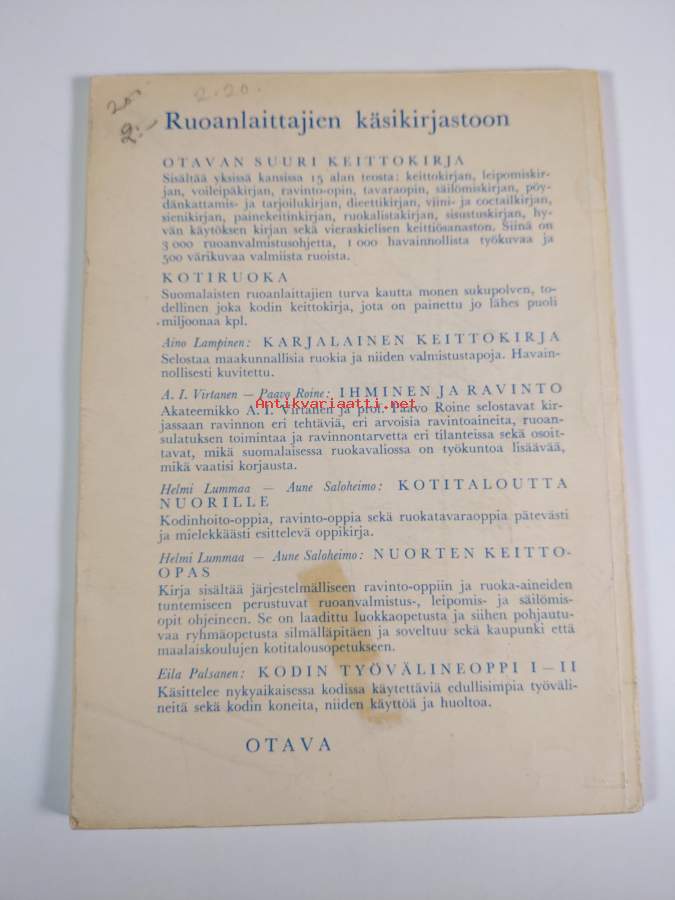 2.20.
2:-
Ruoanlaittajien käsikirjastoon
OTAVAN SUURI KEITTOKIRJA
Sisältää yksissä kansissa 15 alan teosta: keittokirjan, leipomiskir-
jan, voileipäkirjan, ravinto-opin, tavaraopin, säilömiskirjan, pöy-
dänkattamis- ja tarjoilukirjan, dieettikirjan, viini- ja coctailkirjan,
sienikirjan, painekeitinkirjan, ruokalistakirjan, sisustuskirjan, hy-
vän käytöksen kirjan sekä vieraskielisen keittiösanaston. Siinä on
3 000 ruoanvalmistusohjetta, 1 000 havainnollista työkuvaa ja
500 värikuvaa valmiista ruoista.
KOTIRUOKA
Suomalaisten ruoanlaittajien turva kautta monen sukupolven, to-
dellinen joka kodin keittokirja, jota on painettu jo lähes puoli
miljoonaa kpl.
Aino Lampinen: KARJALAINEN KEITTOKIRJA
Selostaa maakunnallisia ruokia ja niiden valmistustapoja. Havain-
nollisesti kuvitettu.
A. I. Virtanen – Paavo Roine: IHMINEN JA RAVINTO
Antikvariaatti.net
Akateemikko A. I. Virtanen ja prof. Paavo Roine selostavat kir-
jassaan ravinnon eri tehtäviä, eri arvoisia ravintoaineita, ruoan-
sulatuksen toimintaa ja ravinnontarvetta eri tilanteissa sekä osoit-
tavat, mikä suomalaisessa ruokavaliossa on työkuntoa lisäävää,
mikä vaatisi korjausta.
Helmi Lummaa – Aune Saloheimo: KOTITALOUTTA
NUORILLE
Kodinhoito-oppia, ravinto-oppia sekä ruokatavaraoppia pätevästi
ja mielekkäästi esittelevä oppikirja.
Helmi Lummaa – Aune Saloheimo: NUORTEN KEITTO-
OPAS
Kirja sisältää järjestelmälliseen ravinto-oppiin ja ruoka-aineiden
tuntemiseen perustuvat ruoanvalmistus-, leipomis- ja säilömis-
opit ohjeineen. Se on laadittu luokkaopetusta ja siihen pohjautu-
vaa ryhmäopetusta silmälläpitäen ja soveltuu sekä kaupunki että
maalaiskoulujen kotitalousopetukseen.
Eila Palsanen: KODIN TYÖVÄLINEOPPI I–II
Käsittelee nykyaikaisessa kodissa käytettäviä edullisimpia työväli-
neitä sekä kodin koneita, niiden käyttöä ja huoltoa.
OTAVA